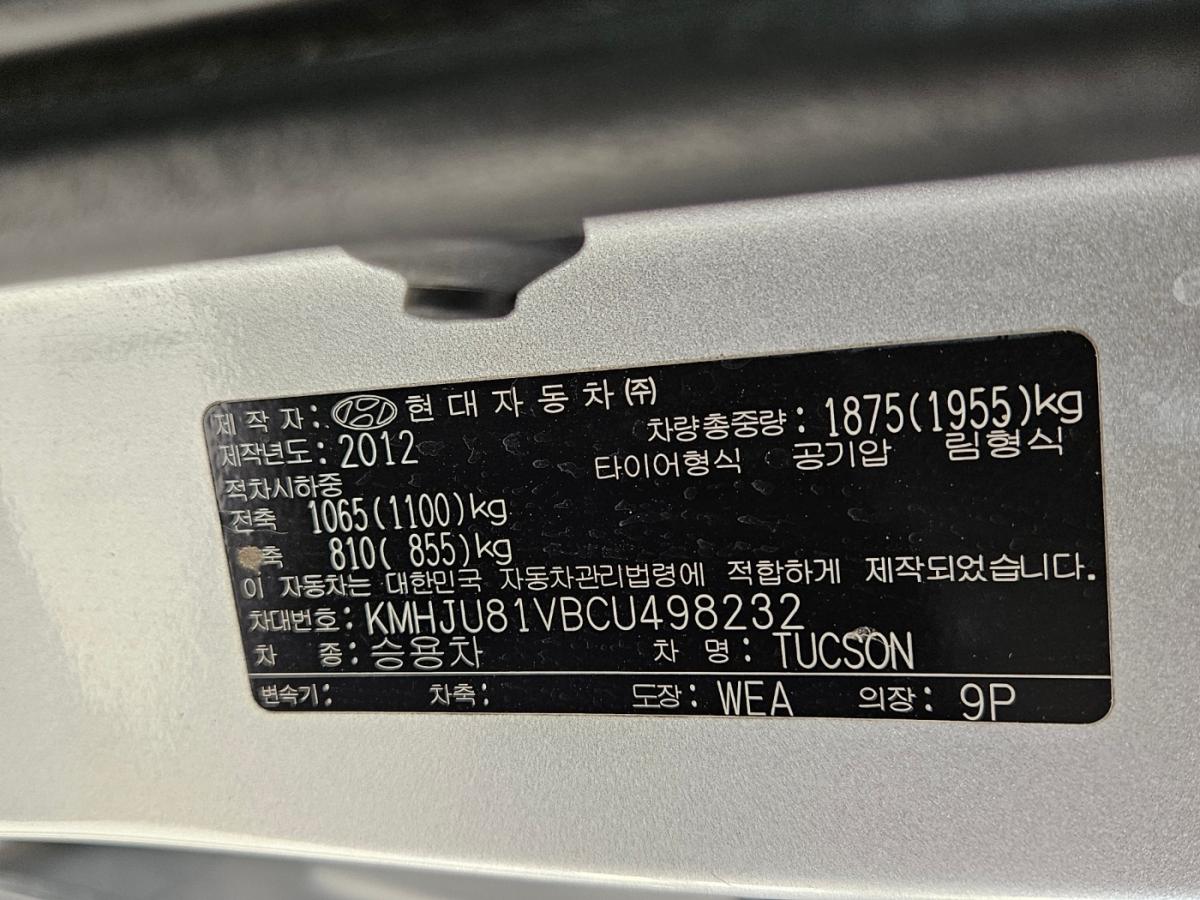 제 작 자: 현 대 자 동 차 ㈜
제작년도: 2012
차량총중량: 1875(1955)kg
타이어형식 공기압 림형식
적차시하중
전축 1065(1100)kg
축 810( 855)kg
이 자동차는 대한민국 자동차관리법령에 적합하게 제작되었습니다.
차대번호: KMHJU81VBCU498232
차 종: 승용차 차 명: TUCSON
변속기: 차축: 도장: WEA 의장: 9P